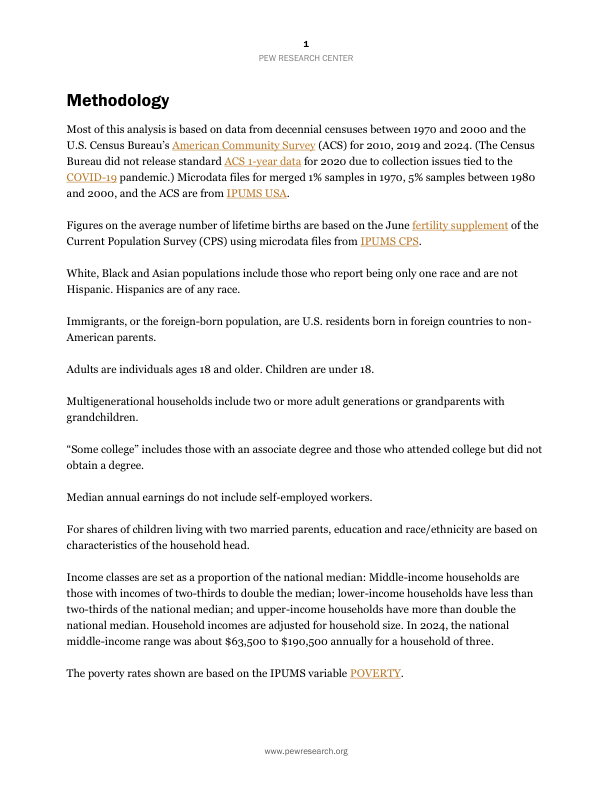 1
PEW RESEARCH CENTER
Methodology
Most of this analysis is based on data from decennial censuses between 1970 and 2000 and the
U.S. Census Bureau’s American Community Survey (ACS) for 2010, 2019 and 2024. (The Census
Bureau did not release standard ACS 1-year data for 2020 due to collection issues tied to the
COVID-19 pandemic.) Microdata files for merged 1% samples in 1970, 5% samples between 1980
and 2000, and the ACS are from IPUMS USA.
Figures on the average number of lifetime births are based on the June fertility supplement of the
Current Population Survey (CPS) using microdata files from IPUMS CPS.
White, Black and Asian populations include those who report being only one race and are not
Hispanic. Hispanics are of any race.
Immigrants, or the foreign-born population, are U.S. residents born in foreign countries to non-
American parents.
Adults are individuals ages 18 and older. Children are under 18.
Multigenerational households include two or more adult generations or grandparents with
grandchildren.
“Some college” includes those with an associate degree and those who attended college but did not
obtain a degree.
Median annual earnings do not include self-employed workers.
For shares of children living with two married parents, education and race/ethnicity are based on
characteristics of the household head.
Income classes are set as a proportion of the national median: Middle-income households are
those with incomes of two-thirds to double the median; lower-income households have less than
two-thirds of the national median; and upper-income households have more than double the
national median. Household incomes are adjusted for household size. In 2024, the national
middle-income range was about $63,500 to $190,500 annually for a household of three.
The poverty rates shown are based on the IPUMS variable POVERTY.
www.pewresearch.org